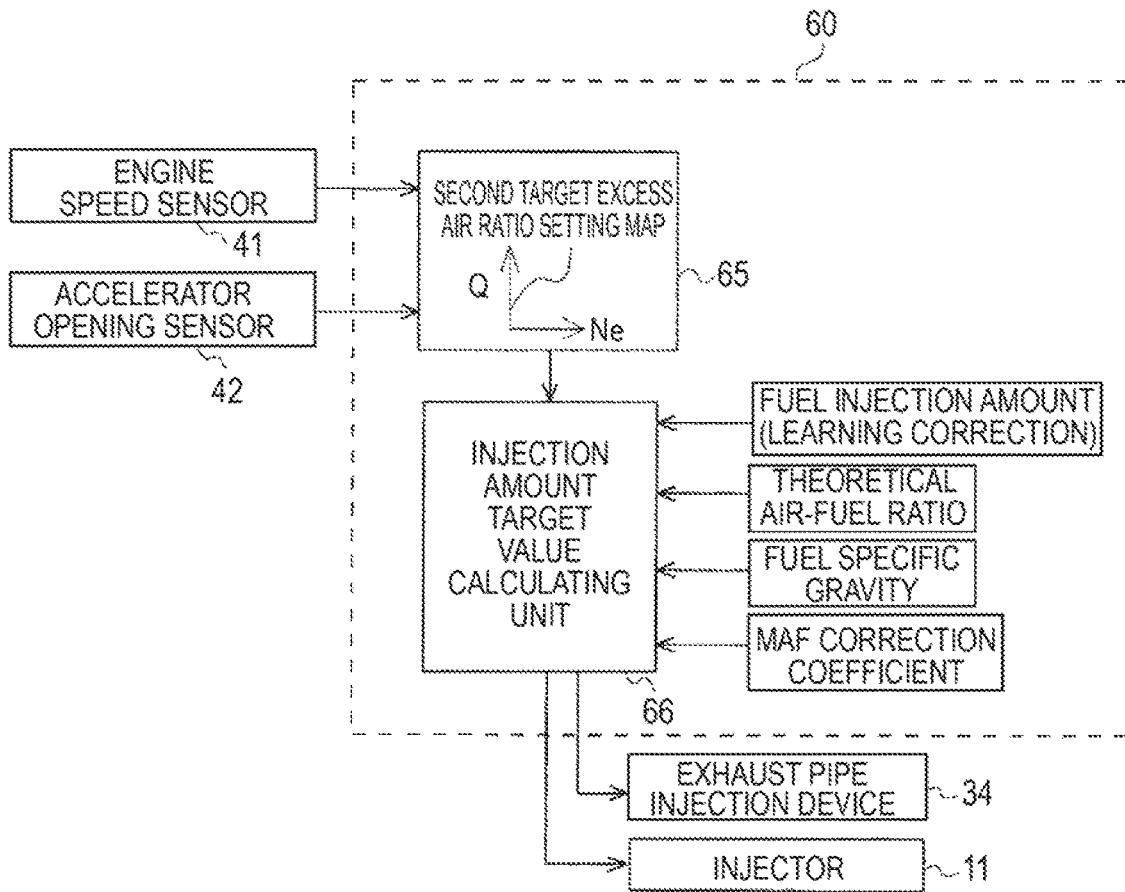 60
ENGINE
SPEED SENSOR
41
ACCELERATOR
OPENING SENSOR
42
SECOND TARGET EXCESS
AIR RATIO SETTING MAP
Q
Ne
65
INJECTION
AMOUNT
TARGET
VALUE
CALCULATING
UNIT
66
FUEL INJECTION AMOUNT
(LEARNING CORRECTION)
THEORETICAL
AIR-FUEL RATIO
FUEL SPECIFIC
GRAVITY
MAF CORRECTION
COEFFICIENT
EXHAUST PIPE
INJECTION DEVICE
34
INJECTOR
11